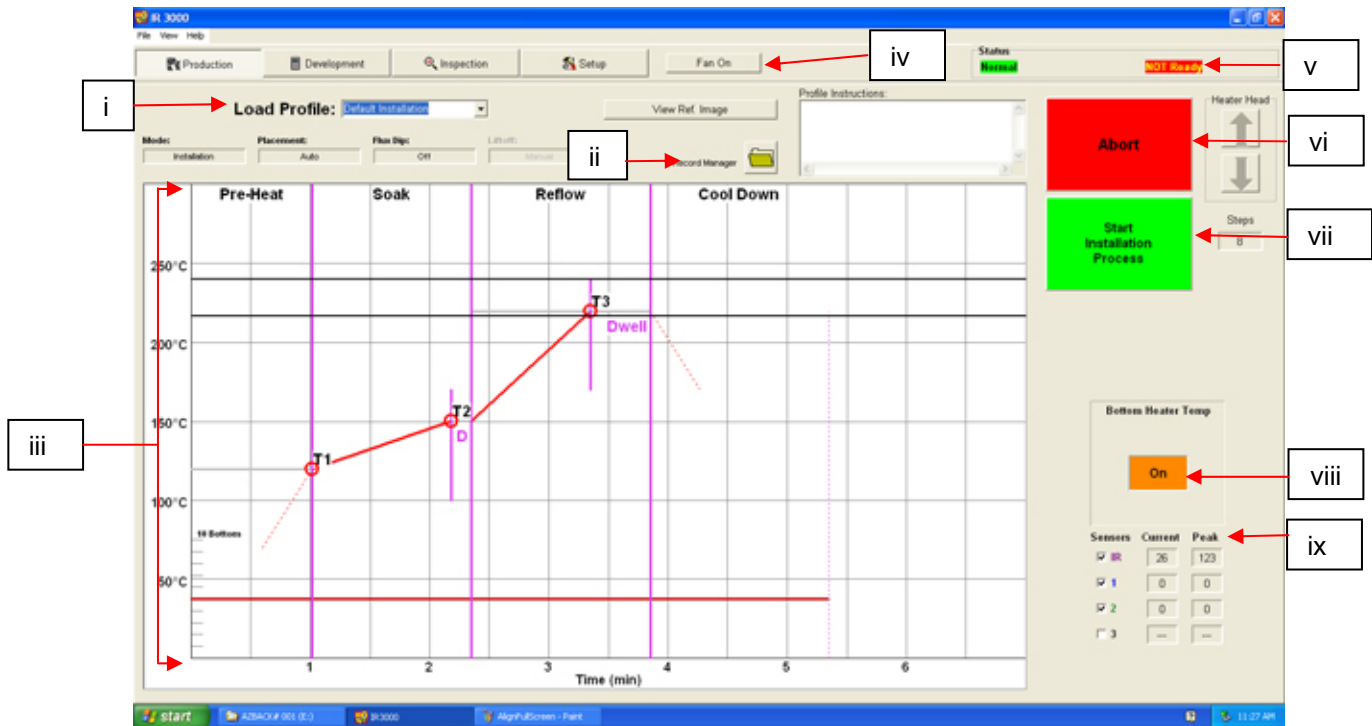 IR 3000
File View Help
Production Development Inspection Setup Fan On
Status
Normal NOT Ready
iv
v
i
Load Profile: Default Installation
View Ref. Image
Profile Instructions:
Heater Head
Mode: Placement: Flux Dip: Liftoff:
Installation Auto Off Manual
ii
Record Manager
Abort
vi
Start
Installation
Process
vii
Steps
8
Pre-Heat Soak Reflow Cool Down
250°C
T3
Dwell
200°C
iii
150°C
T2
D
T1
100°C
10 Bottom
50°C
1 2 3 4 5 6
Time (min)
Bottom Heater Temp
On
viii
Sensors Current Peak
ix
IR 26 123
1 0 0
2 0 0
3 --- ---
start AZBACK# 001 (E:) IR3000 AlignFullScreen - Paint 11:27 AM